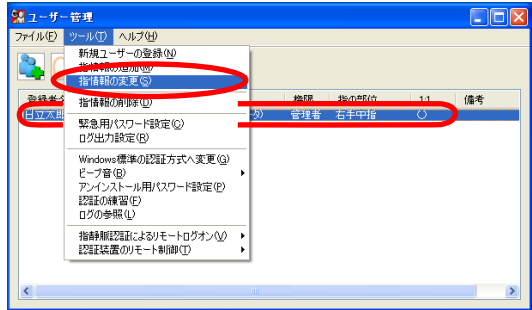 ユーザー管理
ファイル(F) ツール(T) ヘルプ(H)
新規ユーザーの登録(N)
指情報の追加(M)
指情報の変更(S)
指情報の削除(D)
緊急用パスワード設定(C)
ログ出力設定(R)
Windows標準の認証方式へ変更(G)
ビープ音(B)
アンインストール用パスワード設定(P)
認証の練習(E)
ログの参照(L)
指静脈認証によるリモートログオン(V)
認証装置のリモート制御(T)
登録者 権限 指の部位 1:1 備考
(日立太郎 タ) 管理者 右手中指 ○